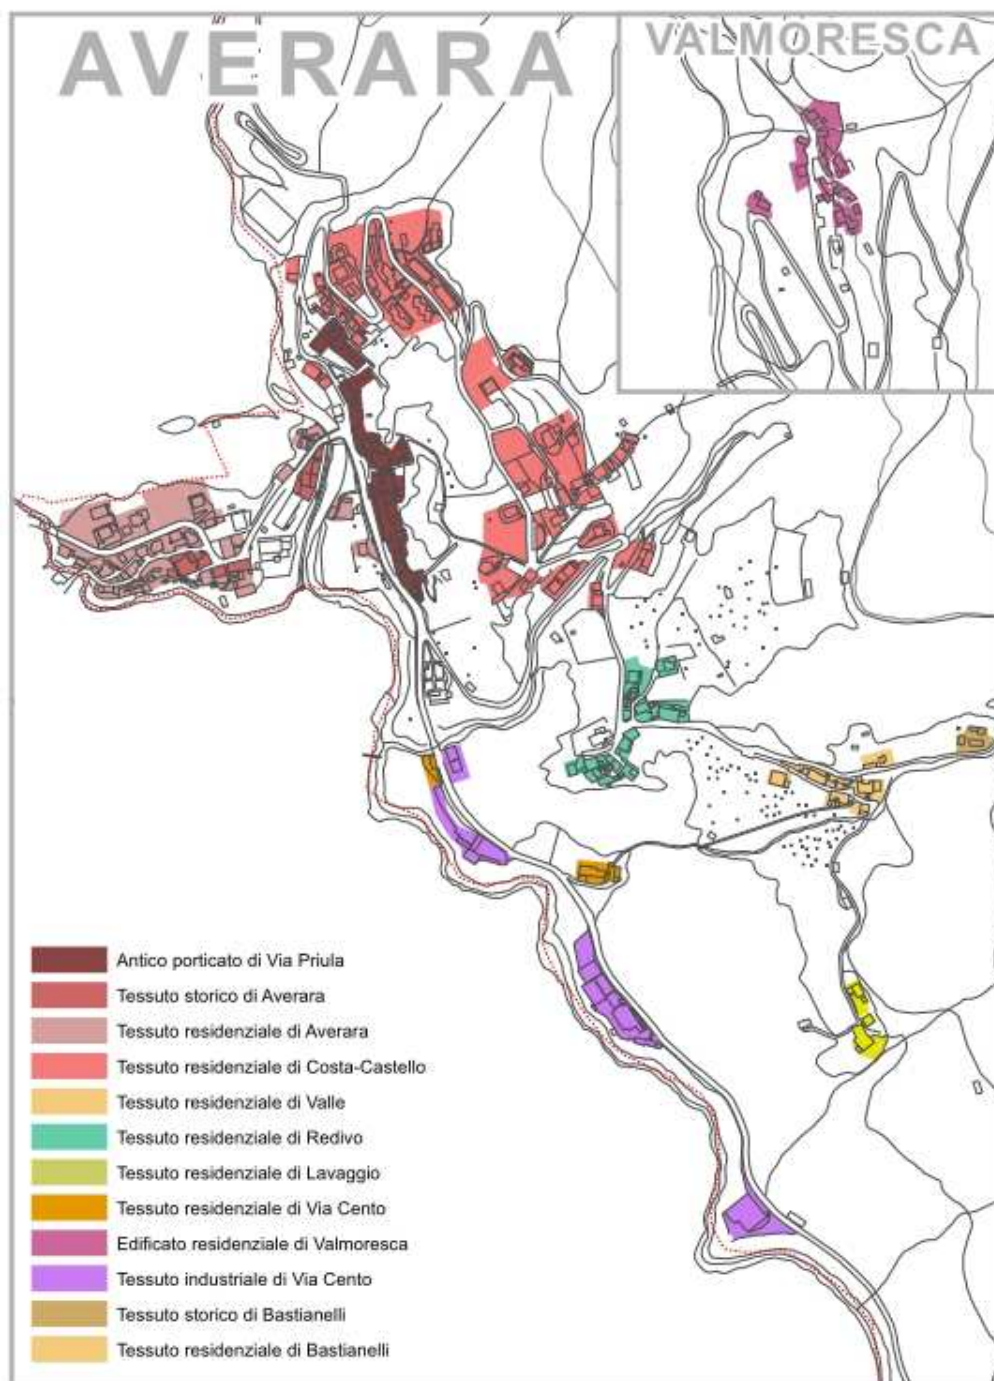 AVERARA
VALMORESCA
Antico porticato di Via Priula
Tessuto storico di Averara
Tessuto residenziale di Averara
Tessuto residenziale di Costa-Castello
Tessuto residenziale di Valle
Tessuto residenziale di Redivo
Tessuto residenziale di Lavaggio
Tessuto residenziale di Via Cento
Edificato residenziale di Valmoresca
Tessuto industriale di Via Cento
Tessuto storico di Bastianelli
Tessuto residenziale di Bastianelli